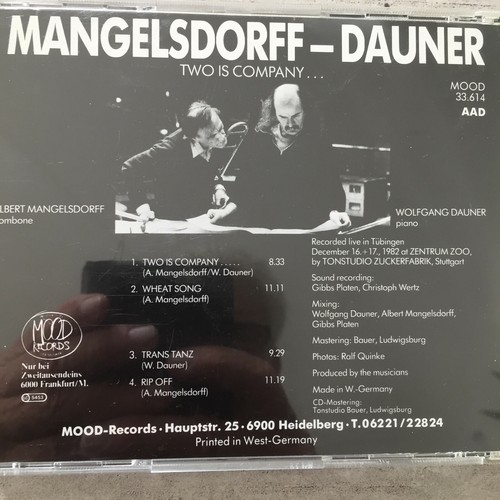 MANGELSDORFF – DAUNER
TWO IS COMPANY . . .
MOOD
33.614
AAD
LBERT MANGELSDORFF
ombone
WOLFGANG DAUNER
piano
1. TWO IS COMPANY . . . . . 8.33
(A. Mangelsdorff/W. Dauner)
2. WHEAT SONG 11.11
(A. Mangelsdorff)
3. TRANS TANZ 9.29
(W. Dauner)
4. RIP OFF 11.19
(A. Mangelsdorff)
Recorded live in Tübingen
December 16.+17., 1982 at ZENTRUM ZOO,
by TONSTUDIO ZUCKERFABRIK, Stuttgart
Sound recording:
Gibbs Platen, Christoph Wertz
Mixing:
Wolfgang Dauner, Albert Mangelsdorff,
Gibbs Platen
Mastering: Bauer, Ludwigsburg
Photos: Ralf Quinke
Produced by the musicians
Made in W.-Germany
CD-Mastering:
Tonstudio Bauer, Ludwigsburg
MOOD
RECORDS
Nur bei
Zweitausendeins
6000 Frankfurt/M.
5452
MOOD-Records · Hauptstr. 25 · 6900 Heidelberg · T. 06221/22824
Printed in West-Germany